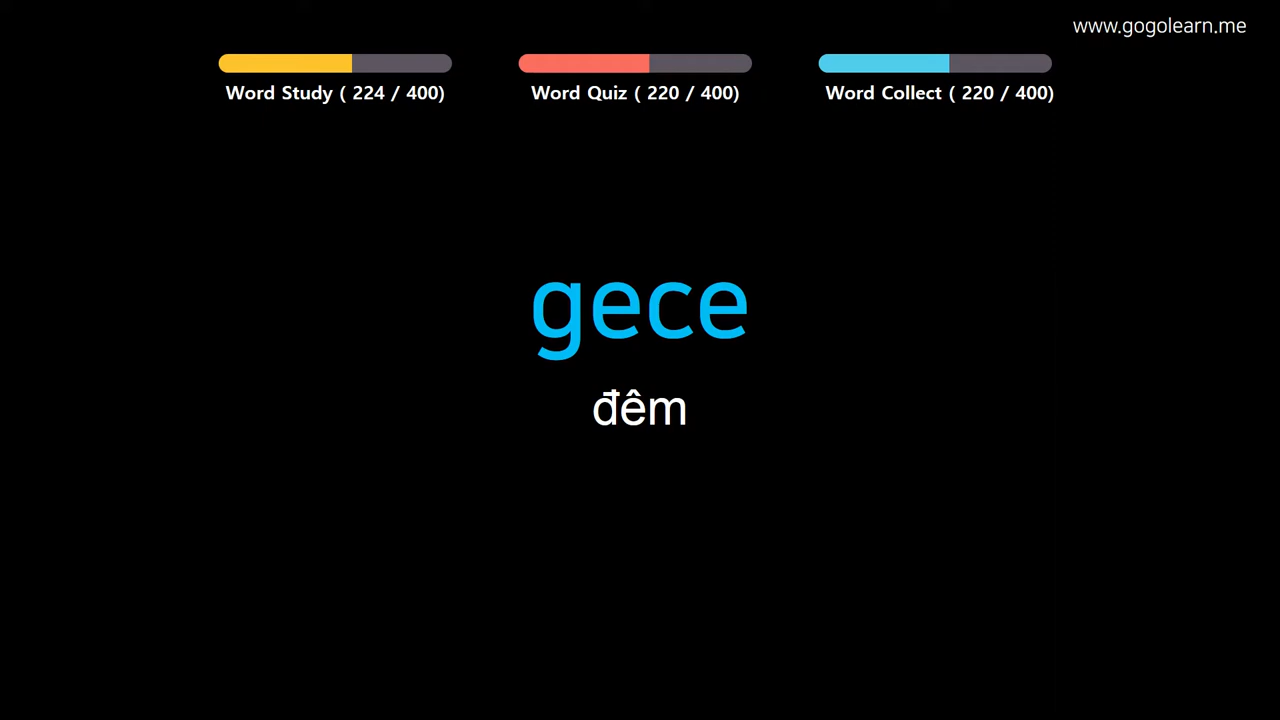 www.gogolearn.me
Word Study ( 224 / 400)
Word Quiz ( 220 / 400)
Word Collect ( 220 / 400)
gece
đêm